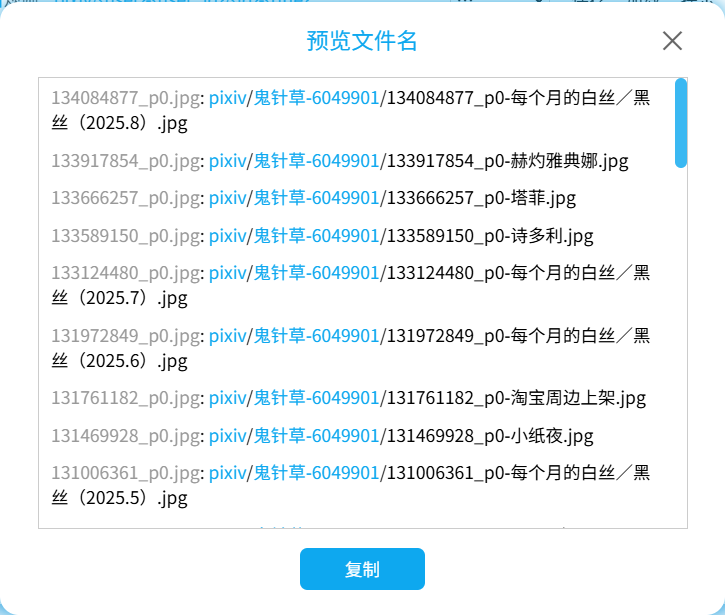 预览文件名
134084877_p0.jpg: pixiv/鬼针草-6049901/134084877_p0-每个月的白丝／黑
丝（2025.8）.jpg
133917854_p0.jpg: pixiv/鬼针草-6049901/133917854_p0-赫灼雅典娜.jpg
133666257_p0.jpg: pixiv/鬼针草-6049901/133666257_p0-塔菲.jpg
133589150_p0.jpg: pixiv/鬼针草-6049901/133589150_p0-诗多利.jpg
133124480_p0.jpg: pixiv/鬼针草-6049901/133124480_p0-每个月的白丝／黑
丝（2025.7）.jpg
131972849_p0.jpg: pixiv/鬼针草-6049901/131972849_p0-每个月的白丝／黑
丝（2025.6）.jpg
131761182_p0.jpg: pixiv/鬼针草-6049901/131761182_p0-淘宝周边上架.jpg
131469928_p0.jpg: pixiv/鬼针草-6049901/131469928_p0-小纸夜.jpg
131006361_p0.jpg: pixiv/鬼针草-6049901/131006361_p0-每个月的白丝／黑
丝（2025.5）.jpg
复制